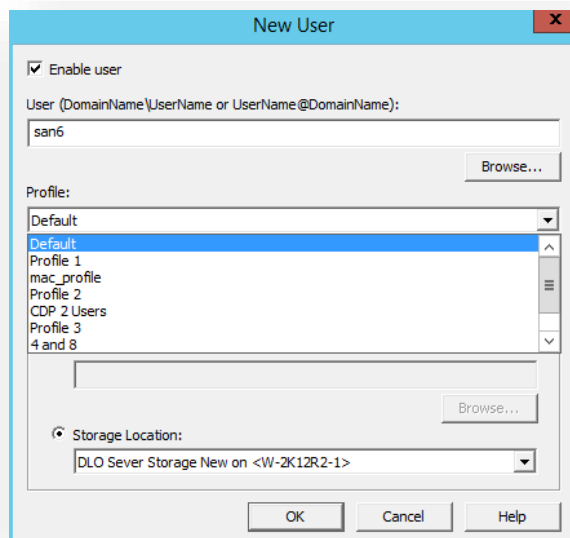 New User
x
Enable user
User (DomainName\UserName or UserName@DomainName):
san6
Browse...
Profile:
Default
Default
Profile 1
mac_profile
Profile 2
CDP 2 Users
Profile 3
4 and 8
Browse...
Storage Location:
DLO Sever Storage New on <W-2K12R2-1>
OK Cancel Help